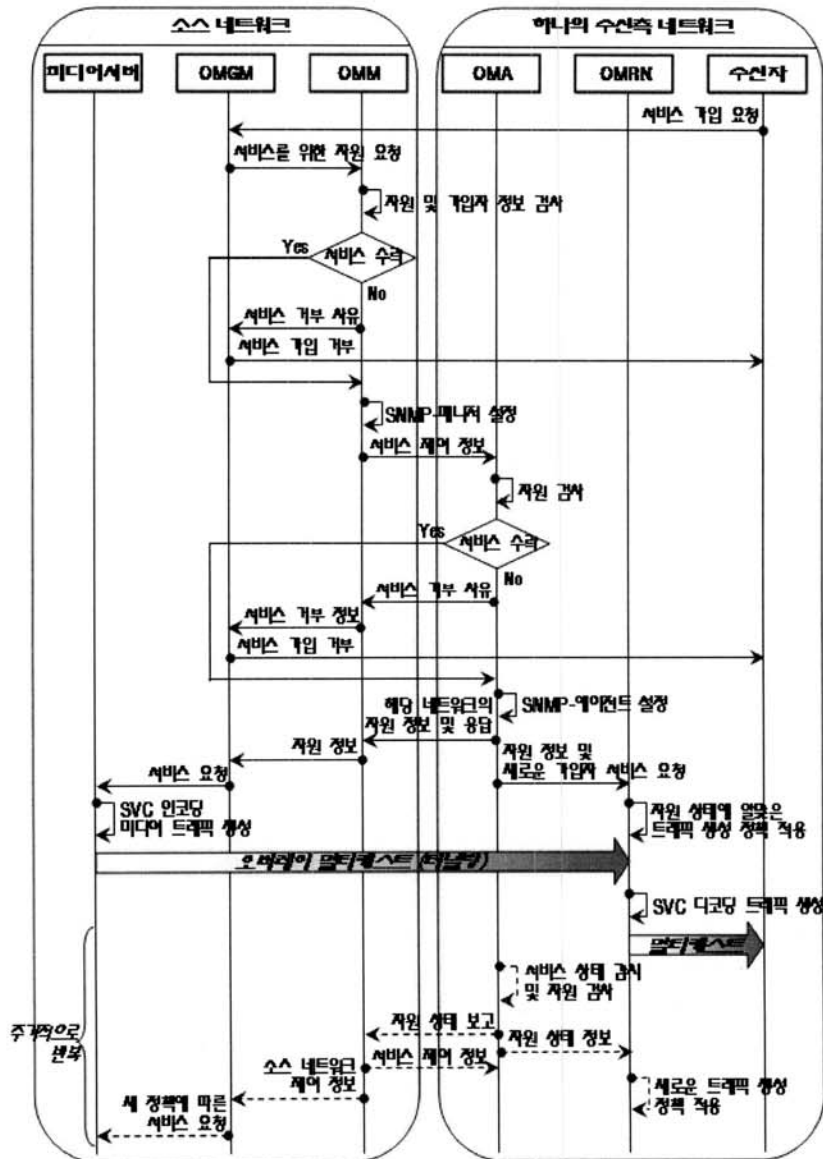 소스 네트워크
하나의 수신측 네트워크
미디어서버
OMGM
OMM
OMA
OMRN
수신자
서비스 가입 요청
서비스를 위한 자원 요청
자원 및 가입자 정보 검사
Yes
서비스 수락
No
서비스 거부 사유
서비스 가입 거부
SNMP-매니저 설정
서비스 제어 정보
자원 검사
Yes
서비스 수락
No
서비스 거부 사유
서비스 거부 정보
서비스 가입 거부
해당 네트워크의
자원 정보 및 응답
SNMP-에이전트 설정
자원 정보
자원 정보 및
새로운 가입자 서비스 요청
서비스 요청
SVC 인코딩
미디어 트래픽 생성
자원 상태에 알맞은
트래픽 생성 정책 적용
오버레이 멀티캐스트 (터널링)
SVC 디코딩 트래픽 생성
멀티캐스트
서비스 상태 감시
및 자원 검사
주기적으로
반복
자원 상태 보고
자원 상태 정보
서비스 제어 정보
소스 네트워크
제어 정보
새로운 트래픽 생성
정책 적용
새 정책에 따른
서비스 요청